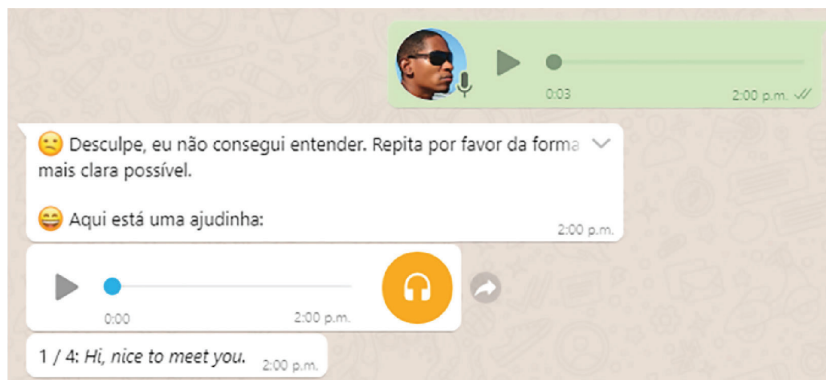 0:03 2:00 p.m.
🙁 Desculpe, eu não consegui entender. Repita por favor da forma
mais clara possível.
😄 Aqui está uma ajudinha:
2:00 p.m.
0:00 2:00 p.m.
1 / 4: Hi, nice to meet you. 2:00 p.m.